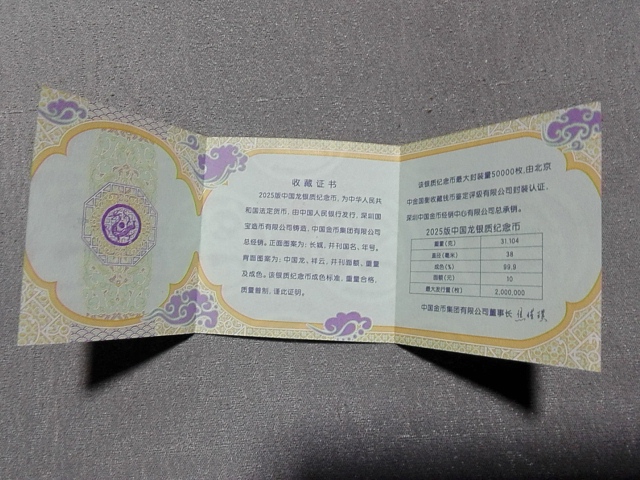 收藏证书
2025版中国龙银质纪念币，为中华人民共
和国法定货币，由中国人民银行发行，深圳国
宝造币有限公司铸造，中国金币集团有限公司
总经销。正面图案为：长城，并刊国名、年号。
背面图案为：中国龙、祥云，并刊面额、重量
及成色。该银质纪念币成色标准，重量合格，
质量精制，谨此证明。
该银质纪念币最大封装量50000枚，由北京
中金国衡收藏钱币鉴定评级有限公司封装认证，
深圳中国金币经销中心有限公司总承销。
2025版中国龙银质纪念币
重量（克） 31.104
直径（毫米） 38
成色（%） 99.9
面额（元） 10
最大发行量（枚） 2,000,000
中国金币集团有限公司董事长